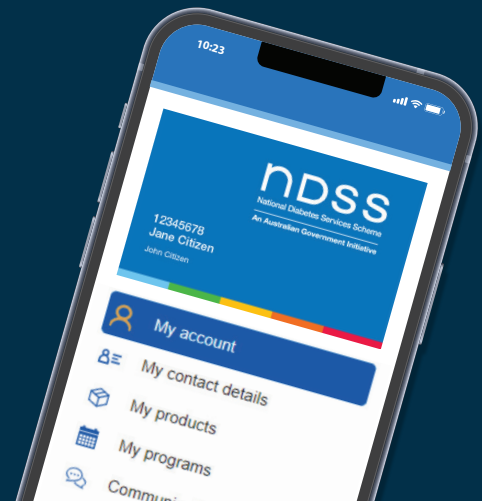 10:23
nDSS
National Diabetes Services Scheme
An Australian Government Initiative
12345678
Jane Citizen
John Citizen
My account
My contact details
My products
My programs